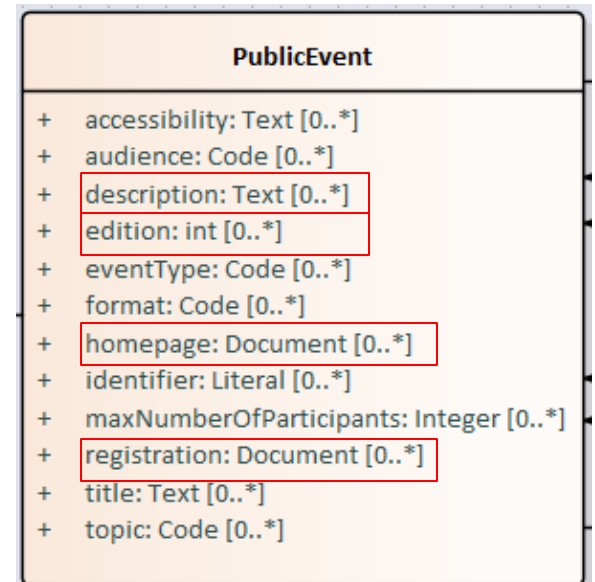 PublicEvent
+ accessibility: Text [0..*]
+ audience: Code [0..*]
+ description: Text [0..*]
+ edition: int [0..*]
+ eventType: Code [0..*]
+ format: Code [0..*]
+ homepage: Document [0..*]
+ identifier: Literal [0..*]
+ maxNumberOfParticipants: Integer [0..*]
+ registration: Document [0..*]
+ title: Text [0..*]
+ topic: Code [0..*]